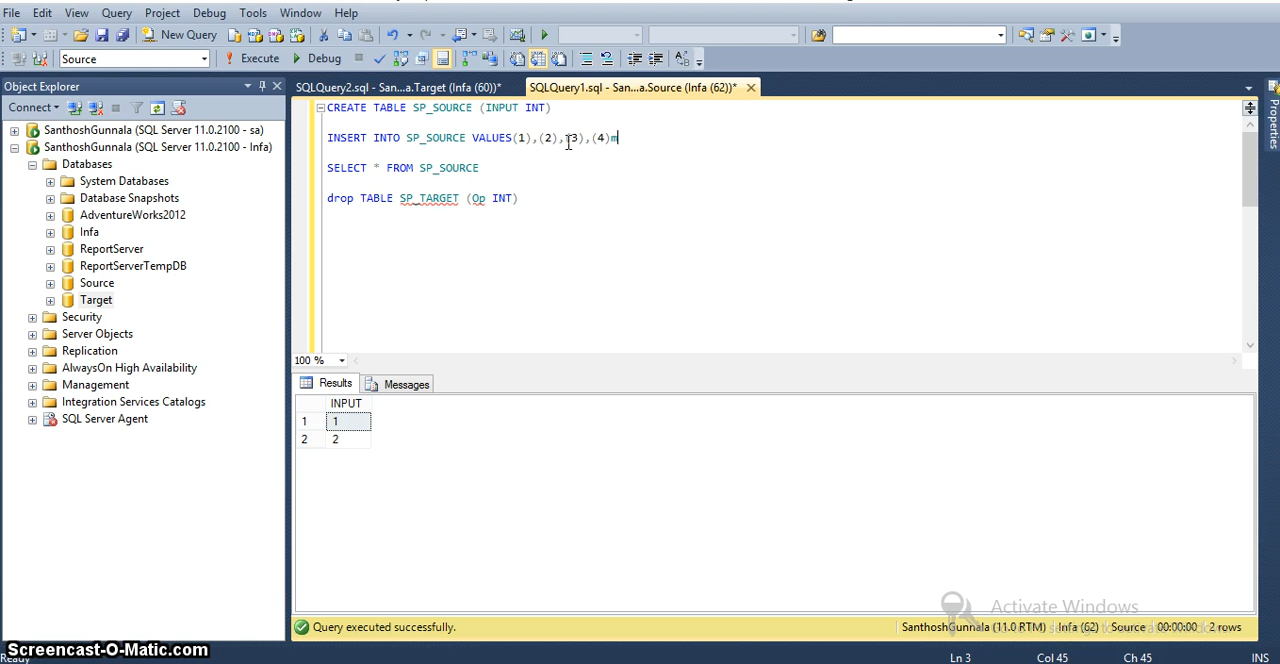 File Edit View Query Project Debug Tools Window Help
New Query
Source Execute Debug
Object Explorer
SQLQuery2.sql - San...a.Target (Infa (60))* SQLQuery1.sql - San...a.Source (Infa (62))*
Connect
SanthoshGunnala (SQL Server 11.0.2100 - sa)
SanthoshGunnala (SQL Server 11.0.2100 - Infa)
Databases
System Databases
Database Snapshots
AdventureWorks2012
Infa
ReportServer
ReportServerTempDB
Source
Target
Security
Server Objects
Replication
AlwaysOn High Availability
Management
Integration Services Catalogs
SQL Server Agent
CREATE TABLE SP_SOURCE (INPUT INT)
INSERT INTO SP_SOURCE VALUES(1),(2),(3),(4)m
SELECT * FROM SP_SOURCE
drop TABLE SP_TARGET (Op INT)
100 %
Results Messages
INPUT
1 1
2 2
Properties
Activate Windows
Query executed successfully.
SanthoshGunnala (11.0 RTM) Infa (62) Source 00:00:00 2 rows
Ready Ln 3 Col 45 Ch 45 INS
Screencast-O-Matic.com